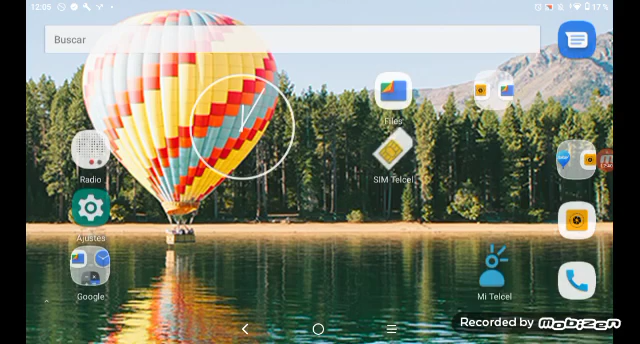 12:05
17%
Buscar
Files
Radio
SIM Telcel
Ajustes
Google
Mi Telcel
Recorded by MOBIZEN